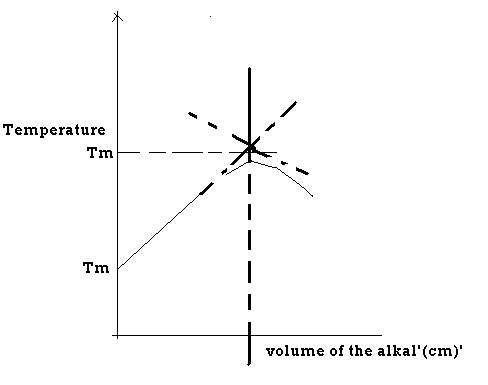 Temperature
Tm
Tm
volume of the alkal'(cm)'